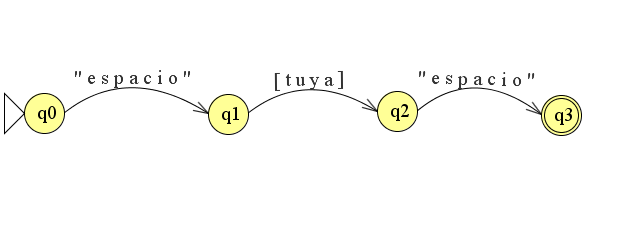 "espacio"
[tuya]
"espacio"
q0
q1
q2
q3